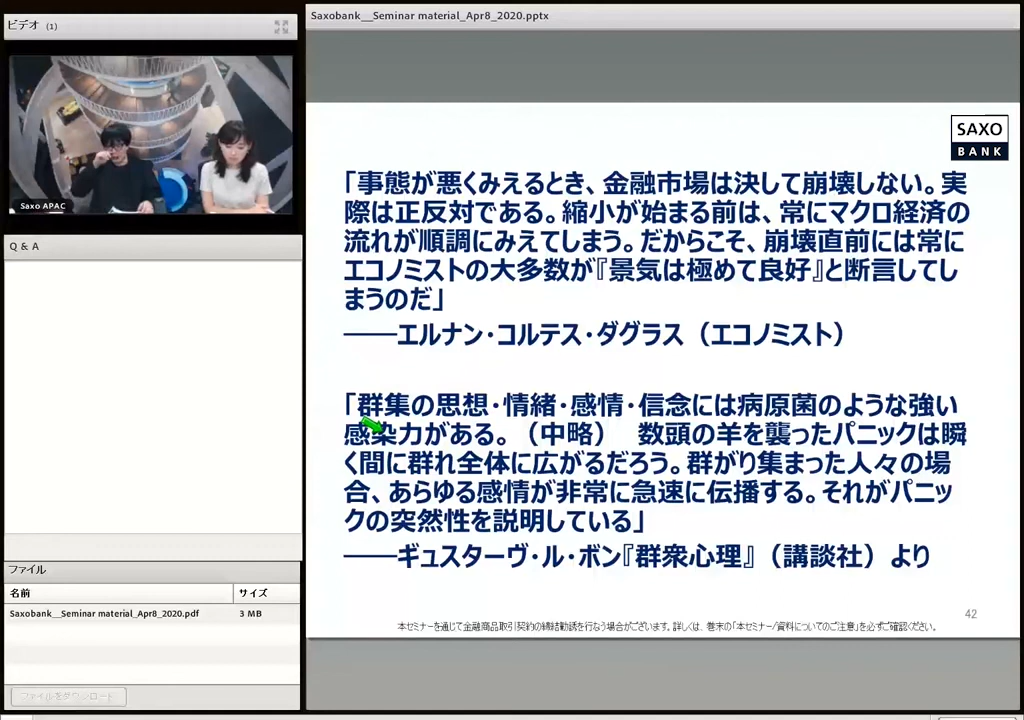 ビデオ (1)
Saxobank__Seminar material_Apr8_2020.pptx
Saxo APAC
Q & A
ファイル
名前 サイズ
Saxobank__Seminar material_Apr8_2020.pdf 3 MB
ファイルをダウンロード
SAXO
BANK
「事態が悪くみえるとき、金融市場は決して崩壊しない。実
際は正反対である。縮小が始まる前は、常にマクロ経済の
流れが順調にみえてしまう。だからこそ、崩壊直前には常に
エコノミストの大多数が『景気は極めて良好』と断言してし
まうのだ」
――エルナン・コルテス・ダグラス（エコノミスト）
「群集の思想・情緒・感情・信念には病原菌のような強い
感染力がある。（中略）　数頭の羊を襲ったパニックは瞬
く間に群れ全体に広がるだろう。群がり集まった人々の場
合、あらゆる感情が非常に急速に伝播する。それがパニッ
クの突然性を説明している」
――ギュスターヴ・ル・ボン『群衆心理』（講談社）より
42
本セミナーを通じて金融商品取引契約の締結勧誘を行なう場合がございます。詳しくは、巻末の「本セミナー/資料についてのご注意」を必ずご確認ください。